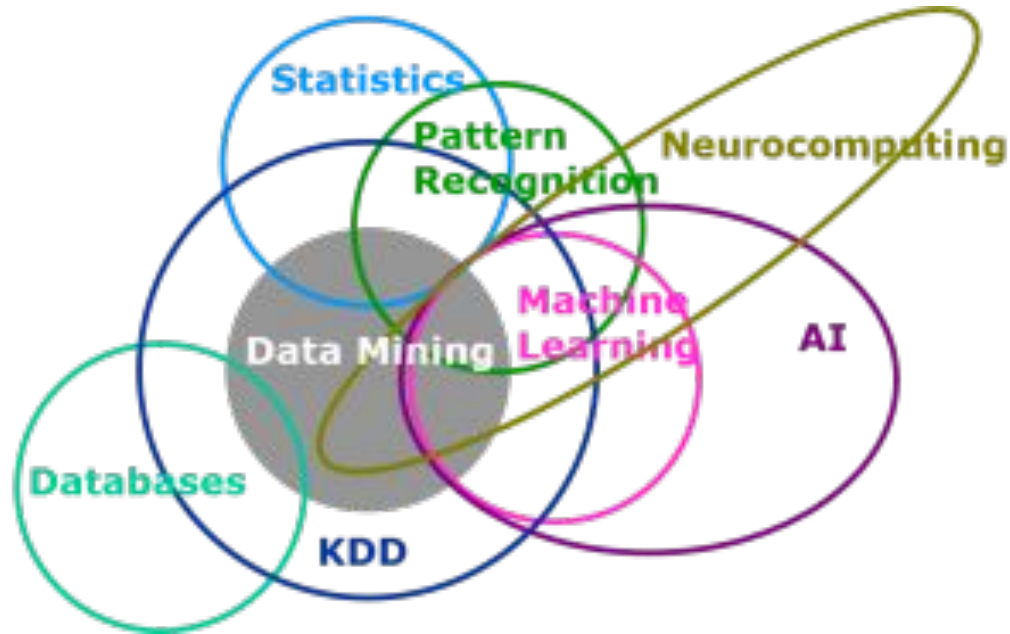 Statistics
Pattern
Recognition
Neurocomputing
Machine
Learning
AI
Data Mining
Databases
KDD